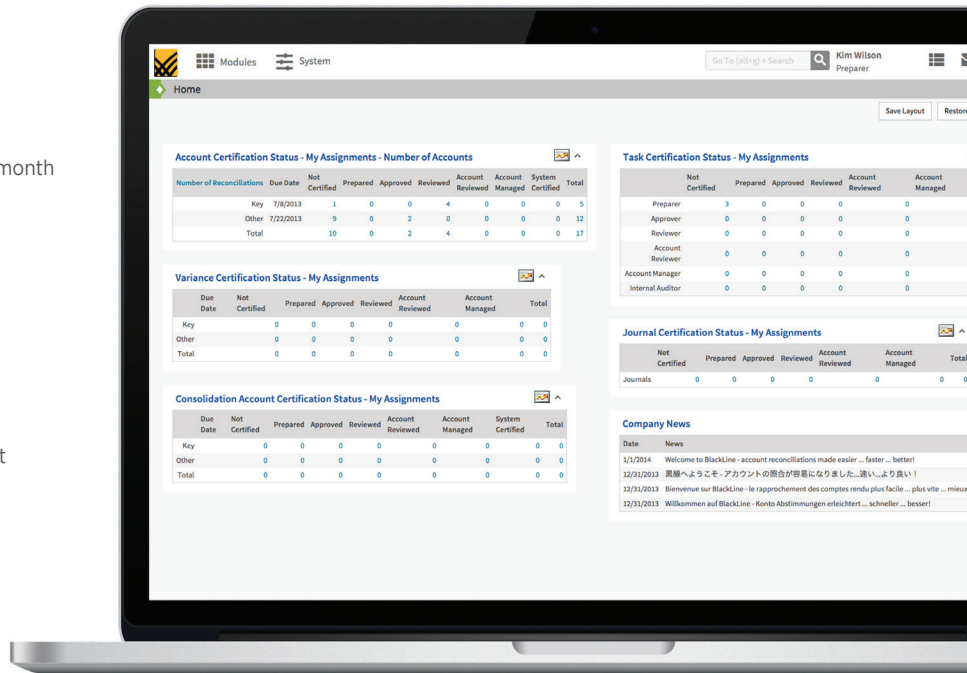 month
t
Modules
System
Go To (alt+g) + Search
Kim Wilson
Preparer
Home
Save Layout
Restore
Account Certification Status - My Assignments - Number of Accounts
Number of Reconciliations Due Date Not Certified Prepared Approved Reviewed Account Reviewed Account Managed System Certified Total
Key 7/8/2013 1 0 0 4 0 0 0 5
Other 7/22/2013 9 0 2 0 0 0 0 12
Total 10 0 2 4 0 0 0 17
Variance Certification Status - My Assignments
Due Date Not Certified Prepared Approved Reviewed Account Reviewed Account Managed Total
Key 0 0 0 0 0 0 0
Other 0 0 0 0 0 0 0
Total 0 0 0 0 0 0 0
Consolidation Account Certification Status - My Assignments
Due Date Not Certified Prepared Approved Reviewed Account Reviewed Account Managed System Certified Total
Key 0 0 0 0 0 0 0 0
Other 0 0 0 0 0 0 0 0
Total 0 0 0 0 0 0 0 0
Task Certification Status - My Assignments
Not Certified Prepared Approved Reviewed Account Reviewed Account Managed
Preparer 3 0 0 0 0 0
Approver 0 0 0 0 0 0
Reviewer 0 0 0 0 0 0
Account Reviewer 0 0 0 0 0 0
Account Manager 0 0 0 0 0 0
Internal Auditor 0 0 0 0 0 0
Journal Certification Status - My Assignments
Not Certified Prepared Approved Reviewed Account Reviewed Account Managed Total
Journals 0 0 0 0 0 0 0
Company News
Date News
1/1/2014 Welcome to BlackLine - account reconciliations made easier ... faster ... better!
12/31/2013 黒線へようこそ - アカウントの照合が容易になりました...速い...より良い！
12/31/2013 Bienvenue sur BlackLine - le rapprochement des comptes rendu plus facile ... plus vite ... mieux
12/31/2013 Willkommen auf BlackLine - Konto Abstimmungen erleichtert ... schneller ... besser!